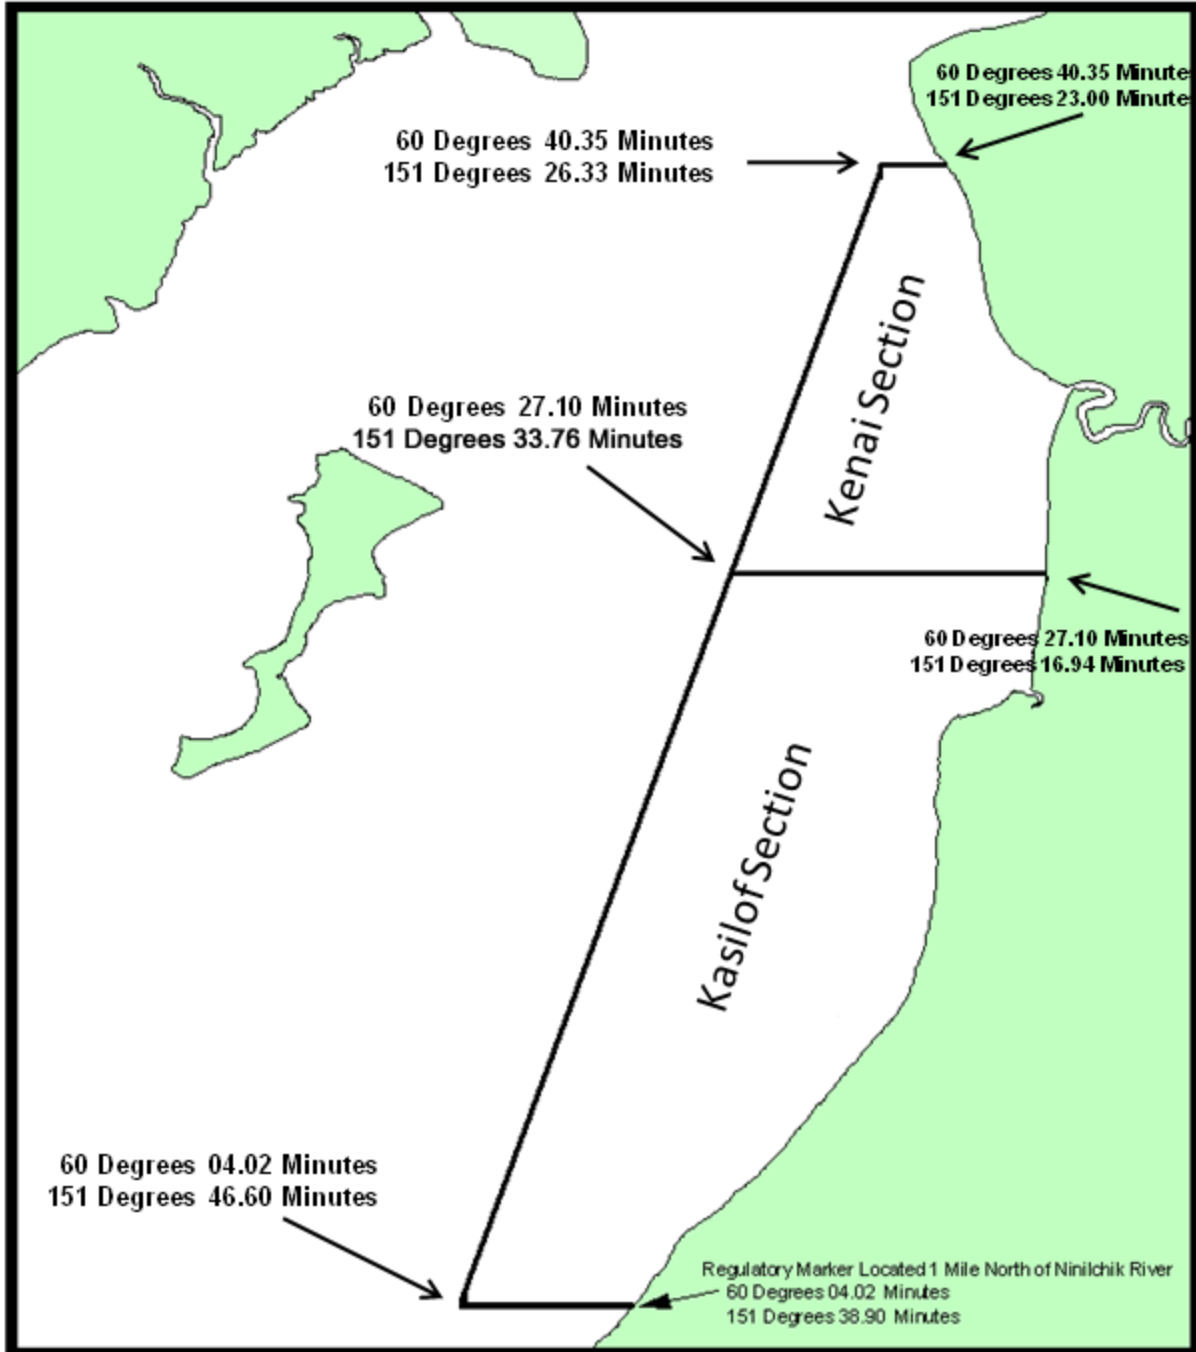 60 Degrees 40.35 Minute
151 Degrees 23.00 Minute
60 Degrees 40.35 Minutes
151 Degrees 26.33 Minutes
Kenai Section
60 Degrees 27.10 Minutes
151 Degrees 33.76 Minutes
60 Degrees 27.10 Minutes
151 Degrees 16.94 Minutes
Kasilof Section
60 Degrees 04.02 Minutes
151 Degrees 46.60 Minutes
Regulatory Marker Located 1 Mile North of Ninilchik River
60 Degrees 04.02 Minutes
151 Degrees 38.90 Minutes